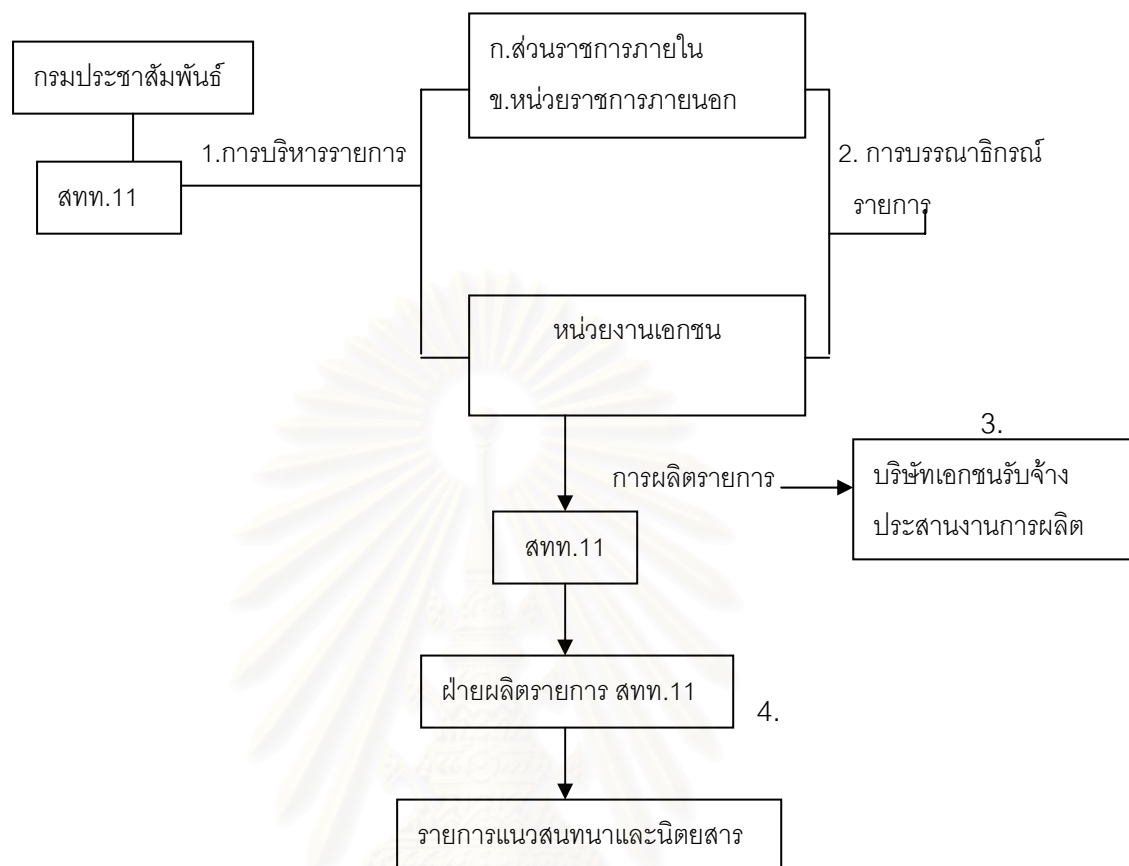 ก.ส่วนราชการภายใน
ข.หน่วยราชการภายนอก
กรมประชาสัมพันธ์
1.การบริหารรายการ
2. การบรรณาธิกรณ์
รายการ
สทท.11
หน่วยงานเอกชน
3.
การผลิตรายการ
บริษัทเอกชนรับจ้าง
ประสานงานการผลิต
สทท.11
ฝ่ายผลิตรายการ สทท.11
4.
รายการแนวสนทนาและนิตยสาร